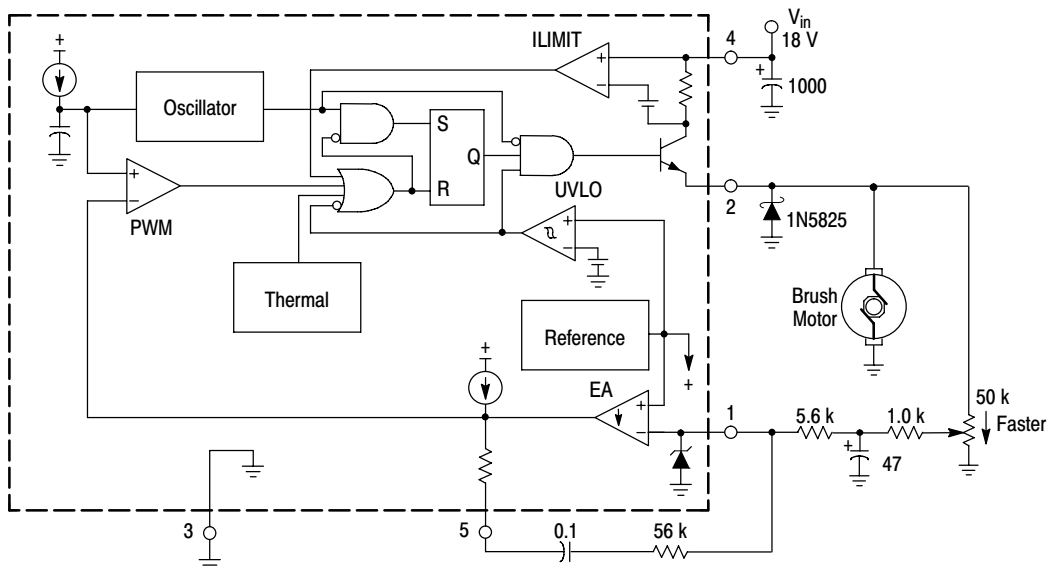 +
Oscillator
ILIMIT
+
−
4
Vin
18 V
+
1000
S
Q
R
+
−
PWM
UVLO
2
1N5825
+
−
Thermal
Brush
Motor
Reference
+
+
EA
+
−
1
5.6 k
1.0 k
50 k
Faster
+
47
3
5
0.1
56 k